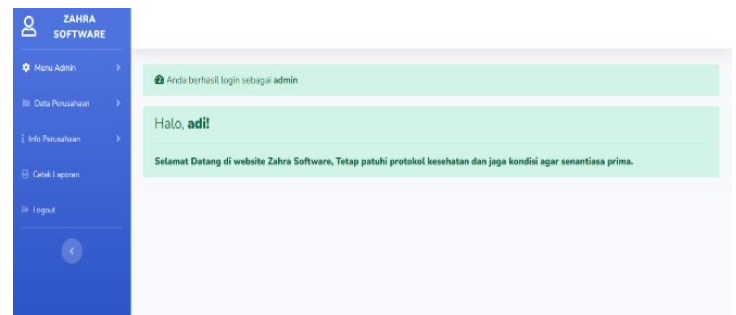 ZAHRA
SOFTWARE
Menu Admin
Data Perusahaan
Info Perusahaan
Cetak Laporan
Logout
Anda berhasil login sebagai admin
Halo, adi!
Selamat Datang di website Zahra Software, Tetap patuhi protokol kesehatan dan jaga kondisi agar senantiasa prima.